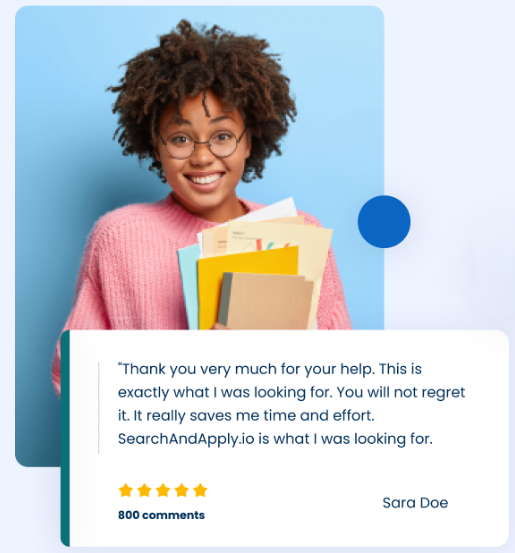 "Thank you very much for your help. This is
exactly what I was looking for. You will not regret
it. It really saves me time and effort.
SearchAndApply.io is what I was looking for.
800 comments
Sara Doe